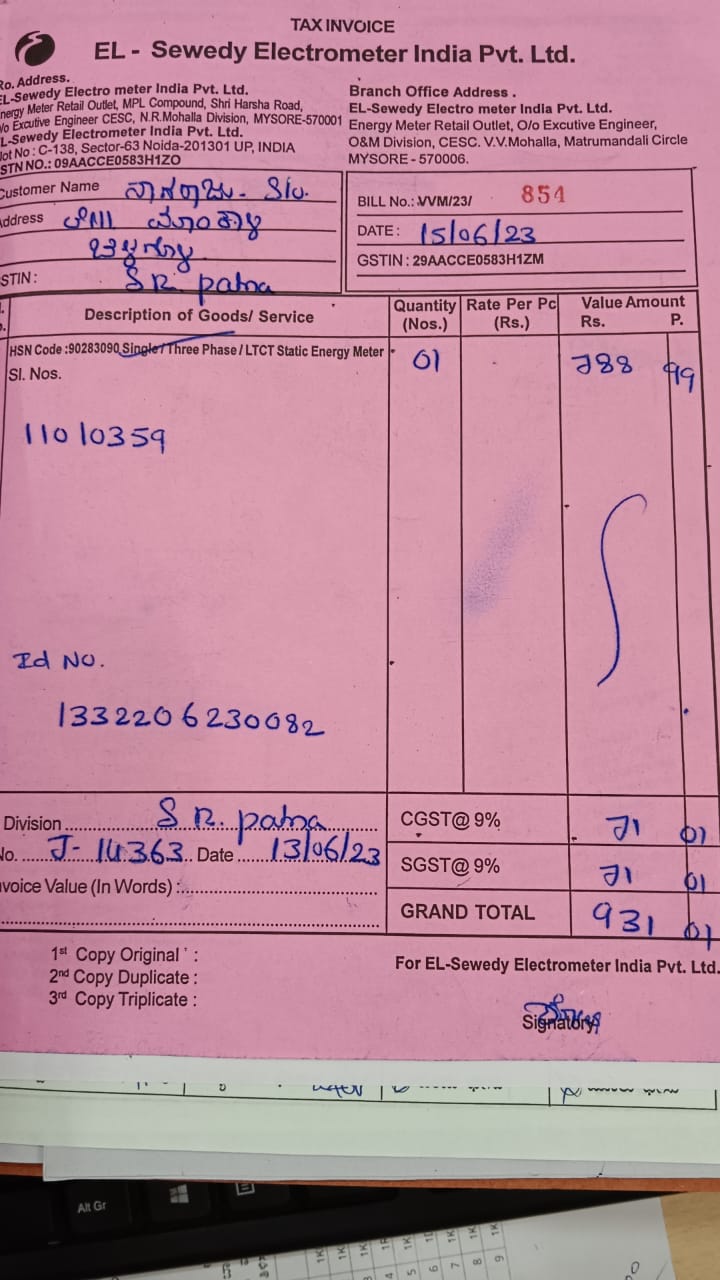 TAX INVOICE
EL - Sewedy Electrometer India Pvt. Ltd.
Ro. Address.
EL-Sewedy Electro meter India Pvt. Ltd.
nergy Meter Retail Outlet, MPL Compound, Shri Harsha Road,
/o Excutive Engineer CESC, N.R.Mohalla Division, MYSORE-570001
L-Sewedy Electrometer India Pvt. Ltd.
lot No : C-138, Sector-63 Noida-201301 UP, INDIA
STN NO.: 09AACCE0583H1ZO
Branch Office Address .
EL-Sewedy Electro meter India Pvt. Ltd.
Energy Meter Retail Outlet, O/o Excutive Engineer,
O&M Division, CESC. V.V.Mohalla, Matrumandali Circle
MYSORE - 570006.
Customer Name S/o.
Address
STIN : S R. patna
BILL No.: VVM/23/ 854
DATE : 15/06/23
GSTIN : 29AACCE0583H1ZM
Description of Goods/ Service
Quantity (Nos.)
Rate Per Pc (Rs.)
Value Amount
Rs. P.
HSN Code :90283090 Single / Three Phase / LTCT Static Energy Meter 01 - 788 99
Sl. Nos.
11010359
Id No.
1332206230082
Division S R. patna
No. J- 14363 Date 13/06/23
nvoice Value (In Words) :
CGST@ 9% 71 01
SGST@ 9% 71 01
GRAND TOTAL 931 01
1st Copy Original :
2nd Copy Duplicate :
3rd Copy Triplicate :
For EL-Sewedy Electrometer India Pvt. Ltd.
Signatory
Alt Gr